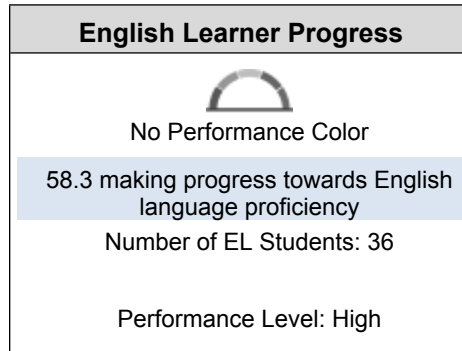 English Learner Progress
No Performance Color
58.3 making progress towards English
language proficiency
Number of EL Students: 36
Performance Level: High